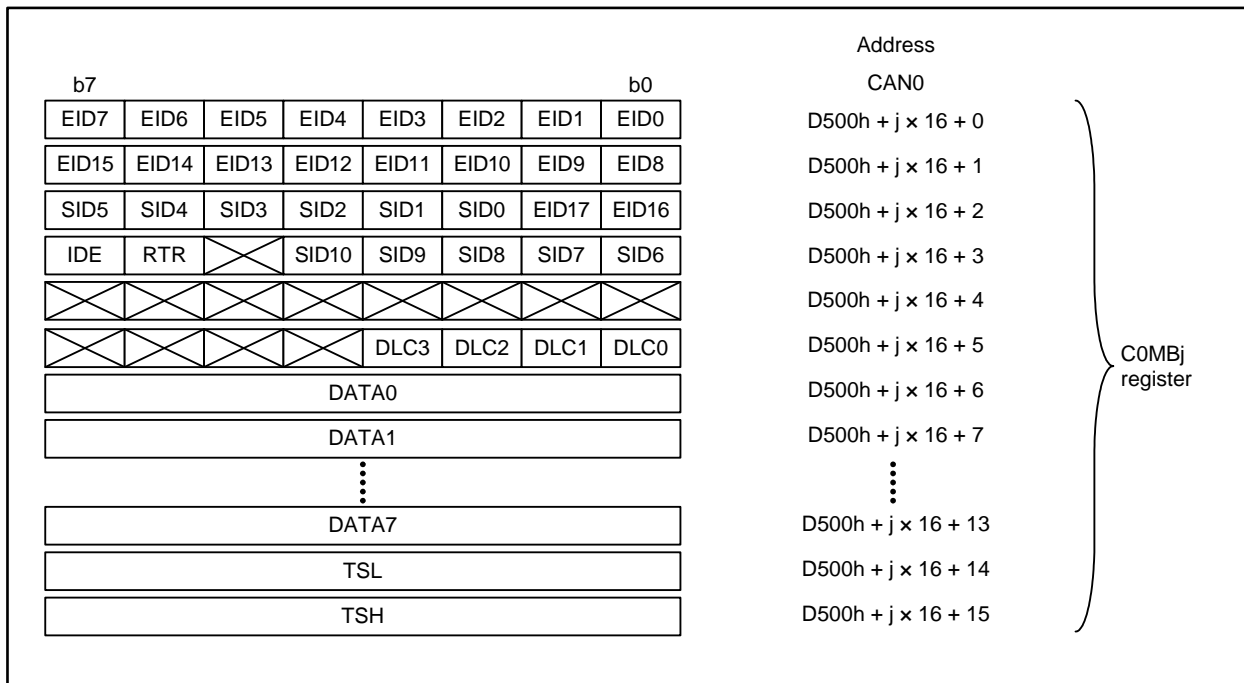 Address
b7 b0 CAN0
EID7 EID6 EID5 EID4 EID3 EID2 EID1 EID0 D500h + j × 16 + 0
EID15 EID14 EID13 EID12 EID11 EID10 EID9 EID8 D500h + j × 16 + 1
SID5 SID4 SID3 SID2 SID1 SID0 EID17 EID16 D500h + j × 16 + 2
IDE RTR SID10 SID9 SID8 SID7 SID6 D500h + j × 16 + 3
D500h + j × 16 + 4
DLC3 DLC2 DLC1 DLC0 D500h + j × 16 + 5
DATA0 D500h + j × 16 + 6
DATA1 D500h + j × 16 + 7
DATA7 D500h + j × 16 + 13
TSL D500h + j × 16 + 14
TSH D500h + j × 16 + 15
C0MBj
register